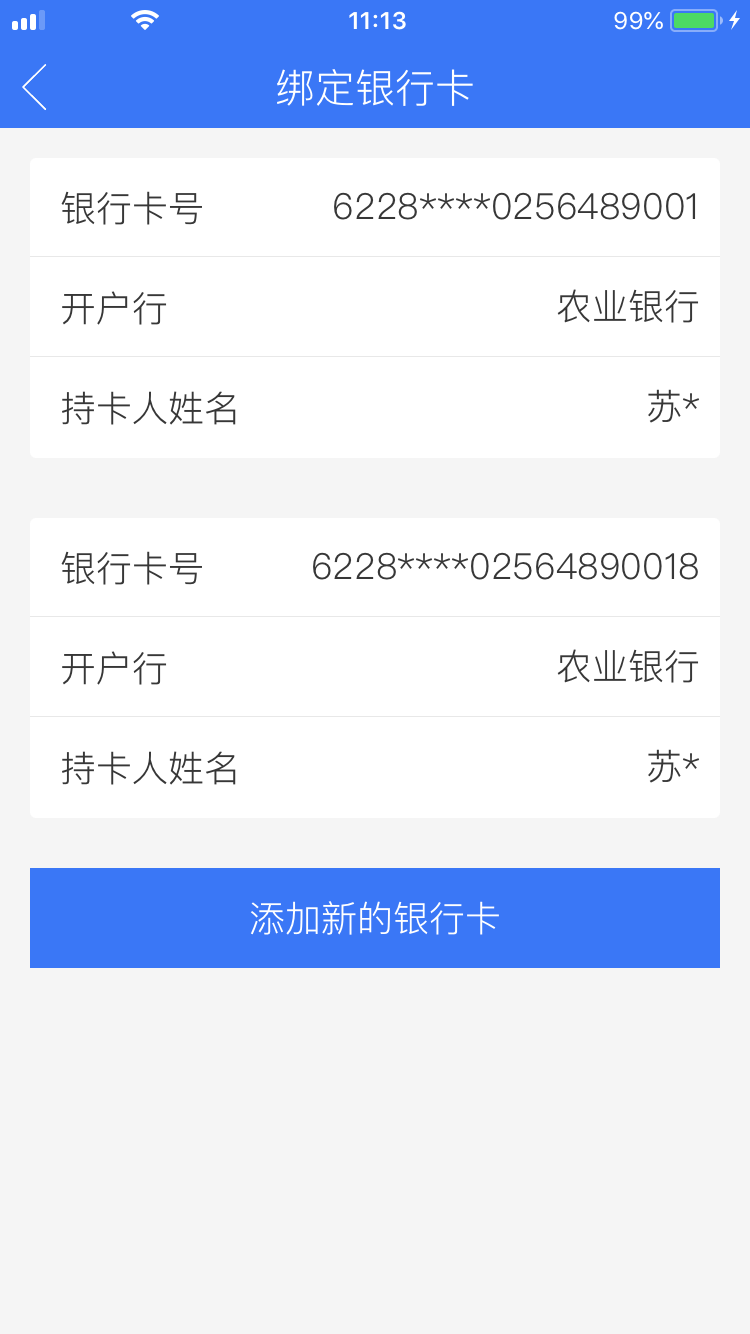 11:13
99%
绑定银行卡
银行卡号 6228****0256489001
开户行 农业银行
持卡人姓名 苏*
银行卡号 6228****02564890018
开户行 农业银行
持卡人姓名 苏*
添加新的银行卡